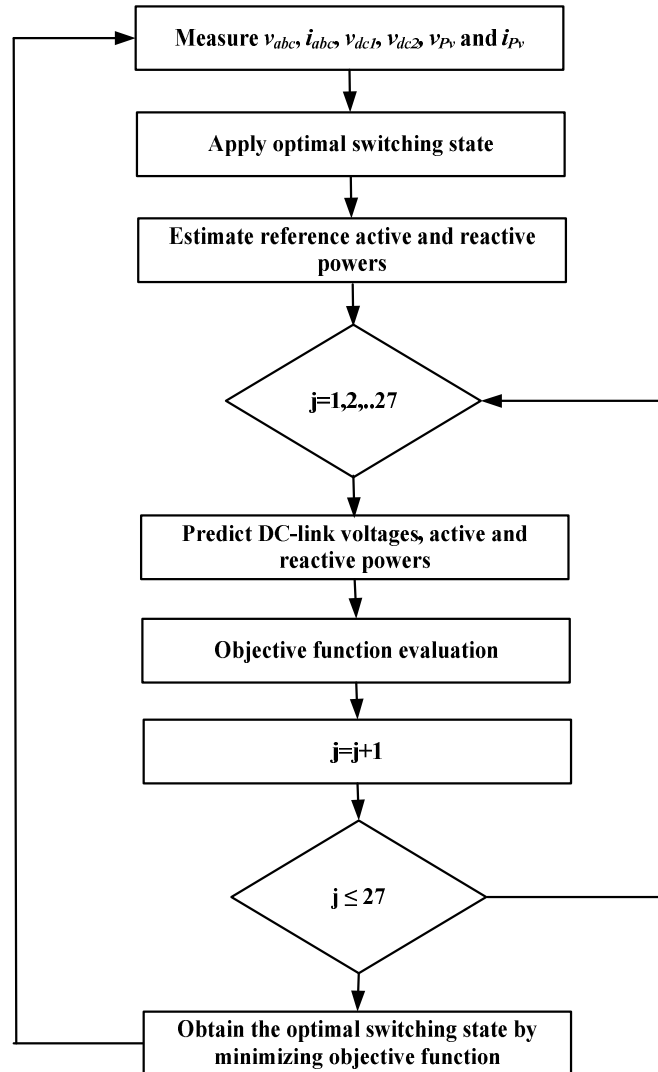 Measure vabc, iabc, vdc1, vdc2, vPv and iPv
Apply optimal switching state
Estimate reference active and reactive
powers
j=1,2,..27
Predict DC-link voltages, active and
reactive powers
Objective function evaluation
j=j+1
j ≤ 27
Obtain the optimal switching state by
minimizing objective function